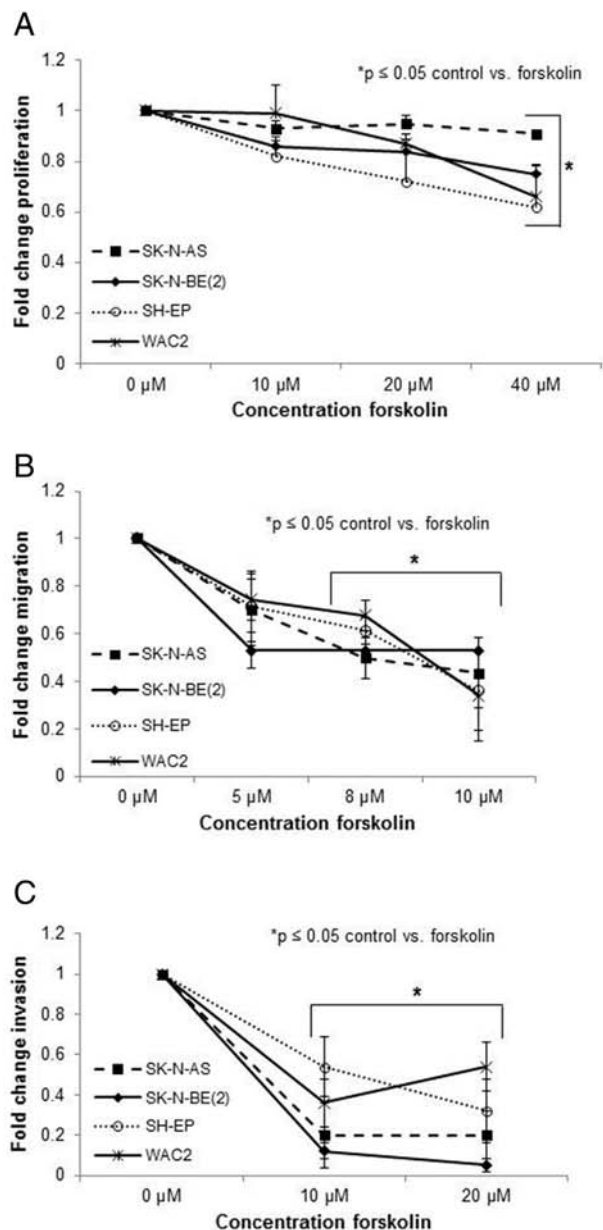 A
1.2
*p ≤ 0.05 control vs. forskolin
1
0.8
*
0.6
0.4
0.2
0
Fold change proliferation
SK-N-AS
SK-N-BE(2)
SH-EP
WAC2
0 µM 10 µM 20 µM 40 µM
Concentration forskolin
B
1.2
*p ≤ 0.05 control vs. forskolin
1
*
0.8
0.6
0.4
0.2
0
Fold change migration
SK-N-AS
SK-N-BE(2)
SH-EP
WAC2
0 µM 5 µM 8 µM 10 µM
Concentration forskolin
C
1.2
*p ≤ 0.05 control vs. forskolin
1
*
0.8
0.6
0.4
0.2
0
Fold change invasion
SK-N-AS
SK-N-BE(2)
SH-EP
WAC2
0 µM 10 µM 20 µM
Concentration forskolin